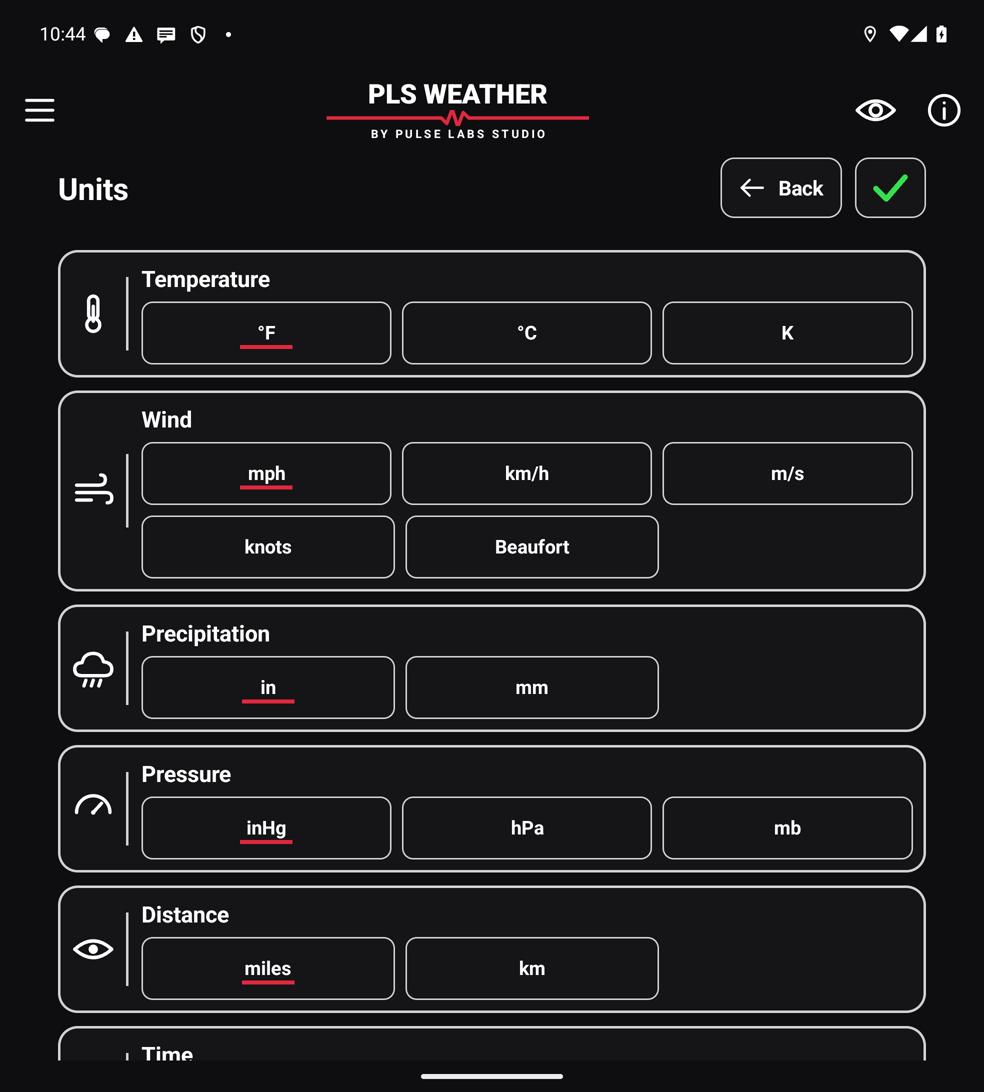 10:44
PLS WEATHER
BY PULSE LABS STUDIO
Units
Back
Temperature
°F °C K
Wind
mph km/h m/s
knots Beaufort
Precipitation
in mm
Pressure
inHg hPa mb
Distance
miles km
Time